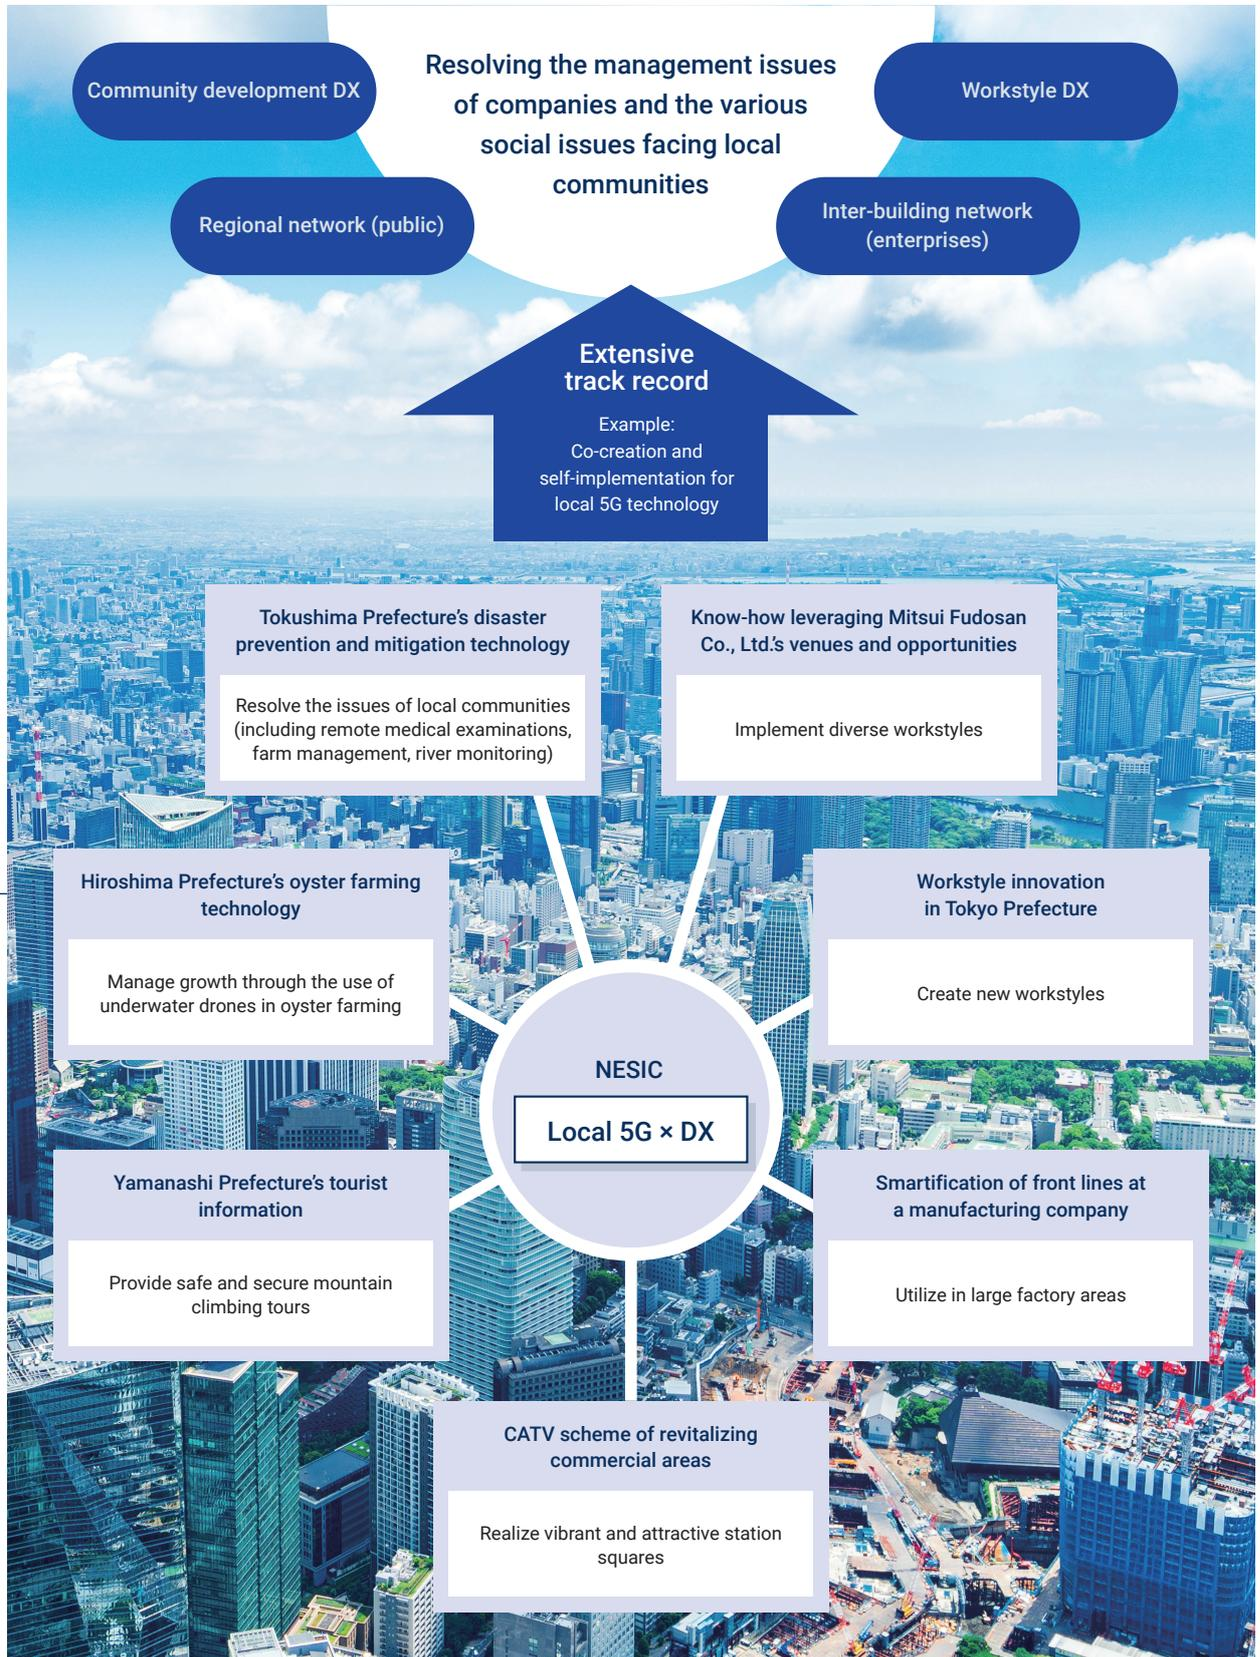 Resolving the management issues
of companies and the various
social issues facing local
communities
Community development DX
Workstyle DX
Regional network (public)
Inter-building network
(enterprises)
Extensive
track record
Example:
Co-creation and
self-implementation for
local 5G technology
Tokushima Prefecture’s disaster
prevention and mitigation technology
Resolve the issues of local communities
(including remote medical examinations,
farm management, river monitoring)
Know-how leveraging Mitsui Fudosan
Co., Ltd.’s venues and opportunities
Implement diverse workstyles
Hiroshima Prefecture’s oyster farming
technology
Manage growth through the use of
underwater drones in oyster farming
Workstyle innovation
in Tokyo Prefecture
Create new workstyles
NESIC
Local 5G × DX
Yamanashi Prefecture’s tourist
information
Provide safe and secure mountain
climbing tours
Smartification of front lines at
a manufacturing company
Utilize in large factory areas
CATV scheme of revitalizing
commercial areas
Realize vibrant and attractive station
squares